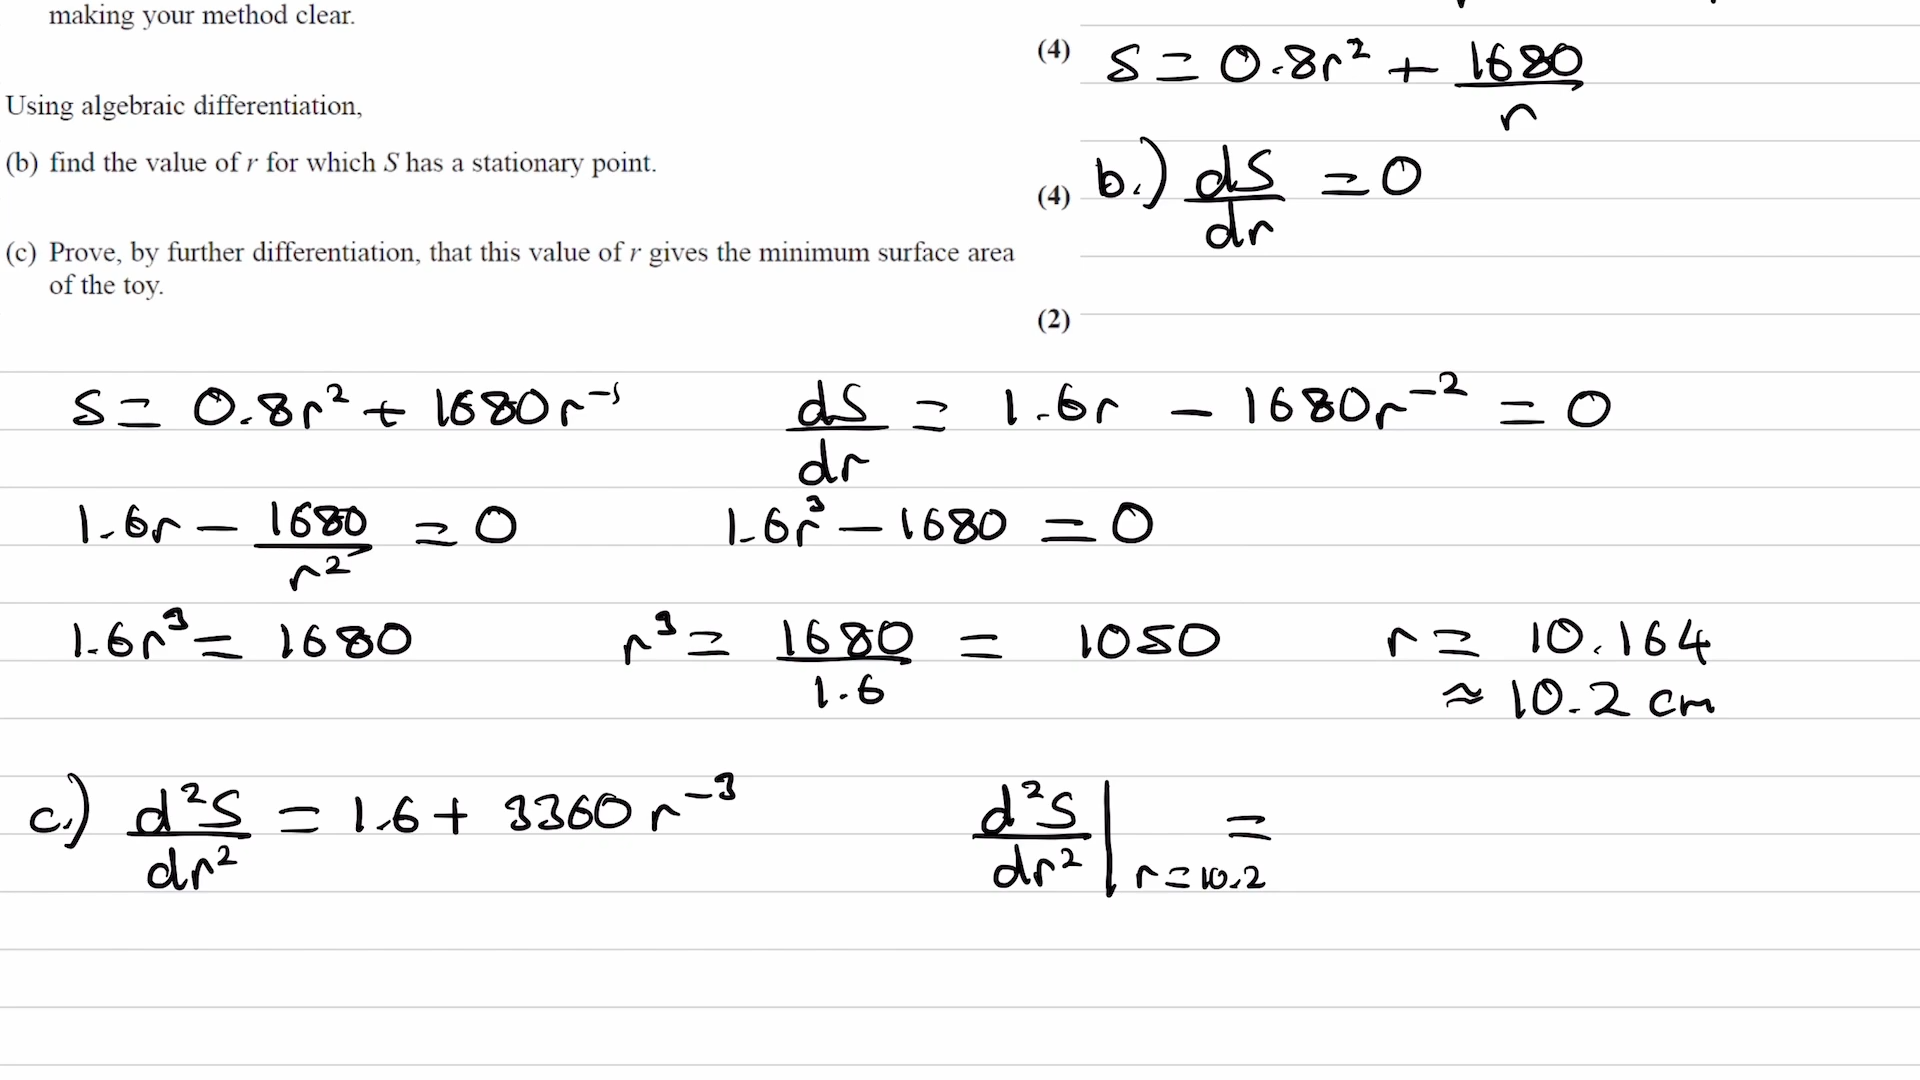 making your method clear.
(4)
S = 0.8r² + 1680/r
Using algebraic differentiation,
(b) find the value of r for which S has a stationary point.
(4)
b.) dS/dr = 0
(c) Prove, by further differentiation, that this value of r gives the minimum surface area
of the toy.
(2)
S = 0.8r² + 1680r⁻¹ dS/dr = 1.6r - 1680r⁻² = 0
1.6r - 1680/r² = 0 1.6r³ - 1680 = 0
1.6r³ = 1680 r³ = 1680/1.6 = 1050 r = 10.164
≈ 10.2 cm
c.) d²S/dr² = 1.6 + 3360r⁻³ d²S/dr² | r=10.2 =